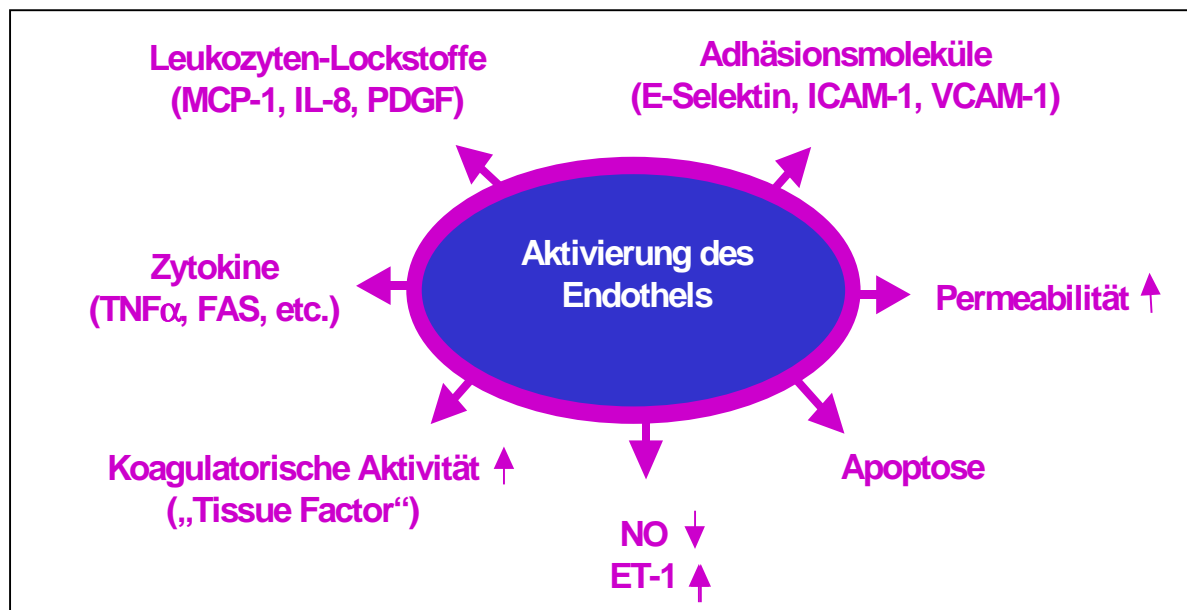 Leukozyten-Lockstoffe
(MCP-1, IL-8, PDGF)
Adhäsionsmoleküle
(E-Selektin, ICAM-1, VCAM-1)
Aktivierung des
Endothels
Zytokine
(TNFα, FAS, etc.)
Permeabilität ↑
Koagulatorische Aktivität ↑
(„Tissue Factor“)
Apoptose
NO ↓
ET-1 ↑